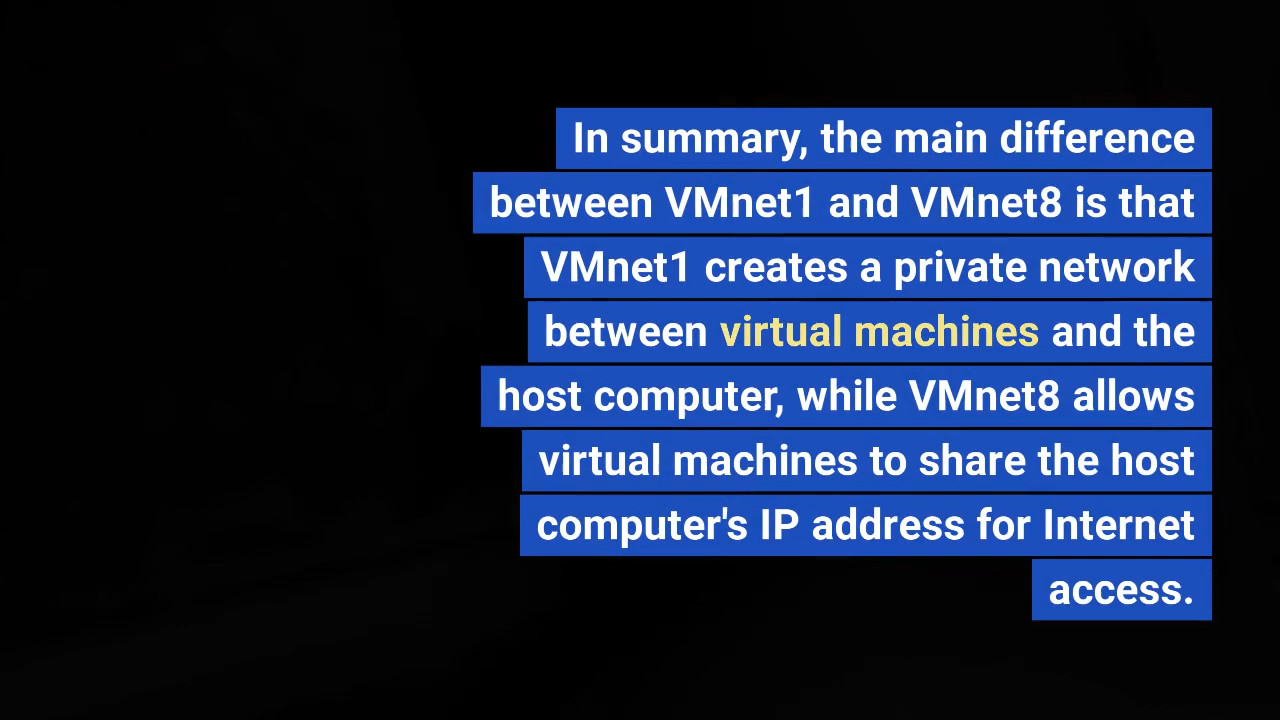 In summary, the main difference
between VMnet1 and VMnet8 is that
VMnet1 creates a private network
between virtual machines and the
host computer, while VMnet8 allows
virtual machines to share the host
computer's IP address for Internet
access.